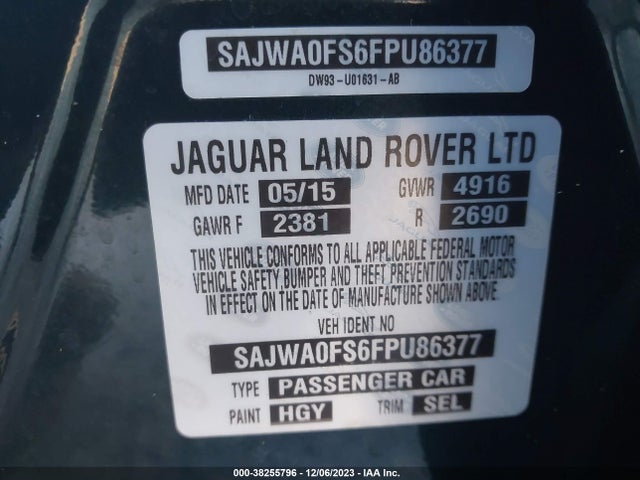 SAJWA0FS6FPU86377
DW93-U01631-AB
JAGUAR LAND ROVER LTD
MFD DATE 05/15 GVWR 4916
GAWR F 2381 R 2690
THIS VEHICLE CONFORMS TO ALL APPLICABLE FEDERAL MOTOR
VEHICLE SAFETY,BUMPER AND THEFT PREVENTION STANDARDS
IN EFFECT ON THE DATE OF MANUFACTURE SHOWN ABOVE.
VEH IDENT NO
SAJWA0FS6FPU86377
TYPE PASSENGER CAR
PAINT HGY TRIM SEL
000-38255796 - 12/06/2023 - IAA Inc.